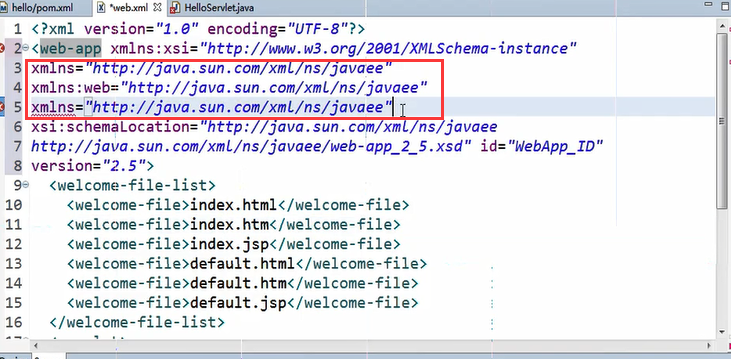 hello/pom.xml *web.xml HelloServlet.java
1 <?xml version="1.0" encoding="UTF-8"?>
2 <web-app xmlns:xsi="http://www.w3.org/2001/XMLSchema-instance"
3 xmlns="http://java.sun.com/xml/ns/javaee"
4 xmlns:web="http://java.sun.com/xml/ns/javaee"
5 xmlns="http://java.sun.com/xml/ns/javaee"
6 xsi:schemaLocation="http://java.sun.com/xml/ns/javaee
7 http://java.sun.com/xml/ns/javaee/web-app_2_5.xsd" id="WebApp_ID"
8 version="2.5">
9 <welcome-file-list>
10 <welcome-file>index.html</welcome-file>
11 <welcome-file>index.htm</welcome-file>
12 <welcome-file>index.jsp</welcome-file>
13 <welcome-file>default.html</welcome-file>
14 <welcome-file>default.htm</welcome-file>
15 <welcome-file>default.jsp</welcome-file>
16 </welcome-file-list>